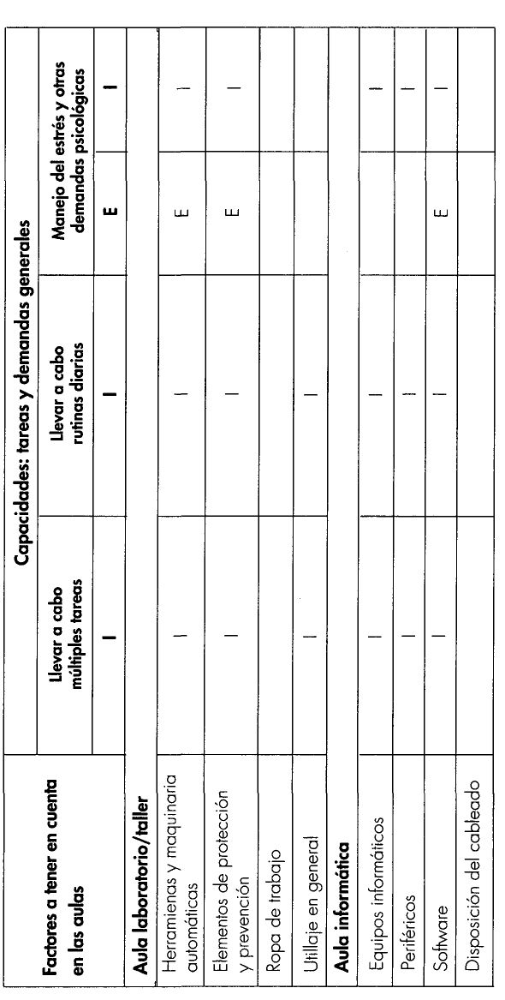 Capacidades: tareas y demandas generales
Factores a tener en cuenta
en las aulas
Llevar a cabo
múltiples tareas
Llevar a cabo
rutinas diarias
Manejo del estrés y otras
demandas psicológicas
I I E I
Aula laboratorio/taller
Herramienas y maquinaria
automáticas
I I E I
Elementos de protección
y prevención
I I E I
Ropa de trabajo
Utillaje en general I I
Aula informática
Equipos informáticos I I I
Periféricos I I I
Software I I E I
Disposición del cableado